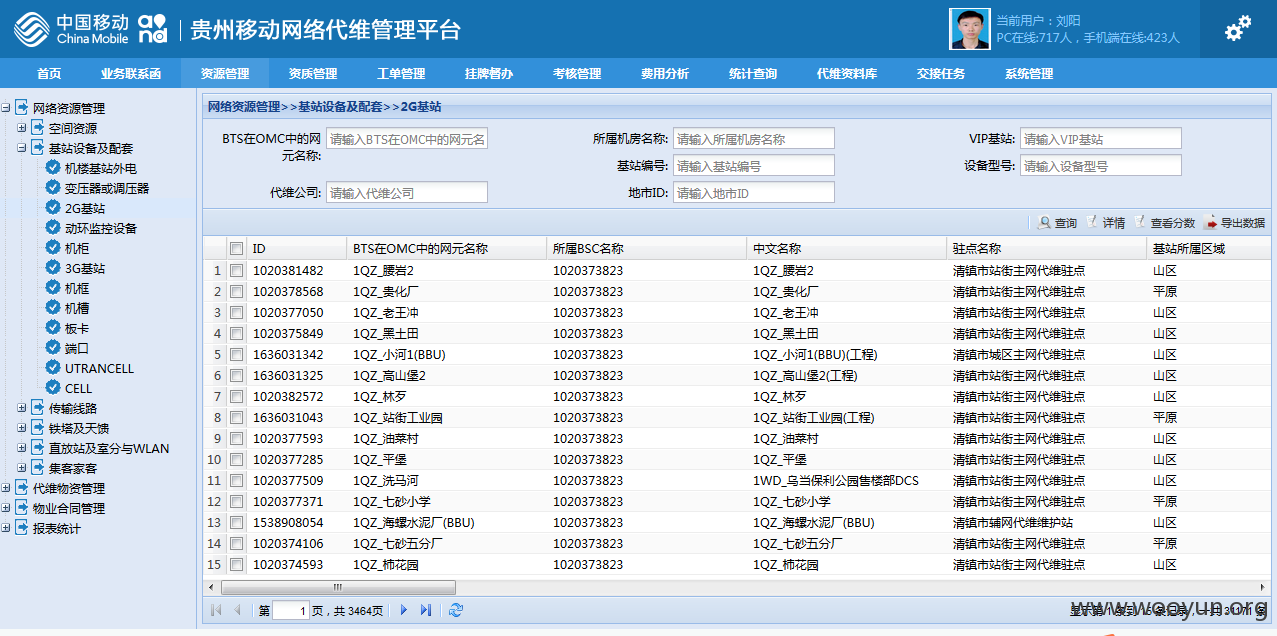 中国移动
China Mobile
and
贵州移动网络代维管理平台
当前用户：刘阳
PC在线:717人，手机端在线:423人
首页 业务联系函 资源管理 资质管理 工单管理 挂牌督办 考核管理 费用分析 统计查询 代维资料库 交接任务 系统管理
网络资源管理
空间资源
基站设备及配套
机楼基站外电
变压器或调压器
2G基站
动环监控设备
机柜
3G基站
机框
机槽
板卡
端口
UTRANCELL
CELL
传输线路
铁塔及天馈
直放站及室分与WLAN
集客家客
代维物资管理
物业合同管理
报表统计
网络资源管理>>基站设备及配套>>2G基站
BTS在OMC中的网元名称: 请输入BTS在OMC中的网元名 所属机房名称: 请输入所属机房名称 VIP基站: 请输入VIP基站
基站编号: 请输入基站编号 设备型号: 请输入设备型号
代维公司: 请输入代维公司 地市ID: 请输入地市ID
查询 详情 查看分数 导出数据
ID BTS在OMC中的网元名称 所属BSC名称 中文名称 驻点名称 基站所属区域
1 1020381482 1QZ_腰岩2 1020373823 1QZ_腰岩2 清镇市站街主网代维驻点 山区
2 1020378568 1QZ_贵化厂 1020373823 1QZ_贵化厂 清镇市站街主网代维驻点 平原
3 1020377050 1QZ_老王冲 1020373823 1QZ_老王冲 清镇市站街主网代维驻点 山区
4 1020375849 1QZ_黑土田 1020373823 1QZ_黑土田 清镇市站街主网代维驻点 山区
5 1636031342 1QZ_小河1(BBU) 1020373823 1QZ_小河1(BBU)(工程) 清镇市城区主网代维驻点 山区
6 1636031325 1QZ_高山堡2 1020373823 1QZ_高山堡2(工程) 清镇市站街主网代维驻点 山区
7 1020382572 1QZ_林歹 1020373823 1QZ_林歹 清镇市站街主网代维驻点 山区
8 1636031043 1QZ_站街工业园 1020373823 1QZ_站街工业园(工程) 清镇市站街主网代维驻点 平原
9 1020377593 1QZ_油菜村 1020373823 1QZ_油菜村 清镇市站街主网代维驻点 山区
10 1020377285 1QZ_平堡 1020373823 1QZ_平堡 清镇市站街主网代维驻点 山区
11 1020377509 1QZ_洗马河 1020373823 1WD_乌当保利公园售楼部DCS 清镇市站街主网代维驻点 山区
12 1020377371 1QZ_七砂小学 1020373823 1QZ_七砂小学 清镇市站街主网代维驻点 平原
13 1538908054 1QZ_海螺水泥厂(BBU) 1020373823 1QZ_海螺水泥厂(BBU) 清镇市辅网代维维护站 山区
14 1020374106 1QZ_七砂五分厂 1020373823 1QZ_七砂五分厂 清镇市站街主网代维驻点 平原
15 1020374593 1QZ_柿花园 1020373823 1QZ_柿花园 清镇市站街主网代维驻点 山区
第 1 页，共 3464页
www.wooyun.org